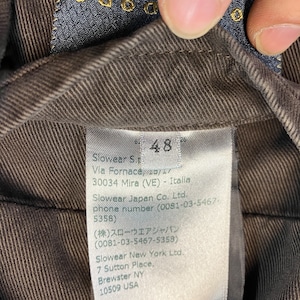 48
Slowear S.p
Via Fornace, 15/17
30034 Mira (VE) - Italia
Slowear Japan Co. Ltd.
phone number (0081-03-5467-
5358)
(株)スローウエアジャパン
(0081-03-5467-5358)
Slowear New York Ltd.
7 Sutton Place,
Brewster NY
10509 USA